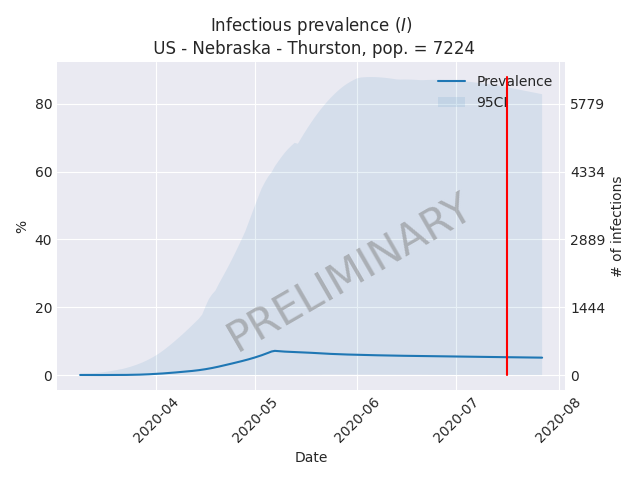 Infectious prevalence (I)
US - Nebraska - Thurston, pop. = 7224
Prevalence
95CI
80
60
40
20
0
%
5779
4334
2889
1444
0
# of infections
PRELIMINARY
2020-04
2020-05
2020-06
2020-07
2020-08
Date